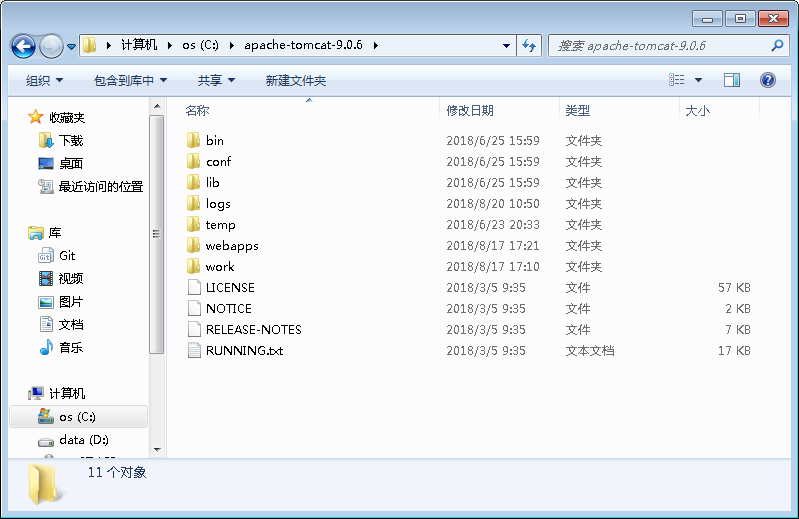 计算机 os (C:) apache-tomcat-9.0.6 搜索 apache-tomcat-9.0.6
组织 包含到库中 共享 新建文件夹
收藏夹
下载
桌面
最近访问的位置
库
Git
视频
图片
文档
音乐
计算机
os (C:)
data (D:)
名称 修改日期 类型 大小
bin 2018/6/25 15:59 文件夹
conf 2018/6/25 15:59 文件夹
lib 2018/6/25 15:59 文件夹
logs 2018/8/20 10:50 文件夹
temp 2018/6/23 20:33 文件夹
webapps 2018/8/17 17:21 文件夹
work 2018/8/17 17:10 文件夹
LICENSE 2018/3/5 9:35 文件 57 KB
NOTICE 2018/3/5 9:35 文件 2 KB
RELEASE-NOTES 2018/3/5 9:35 文件 7 KB
RUNNING.txt 2018/3/5 9:35 文本文档 17 KB
11 个对象